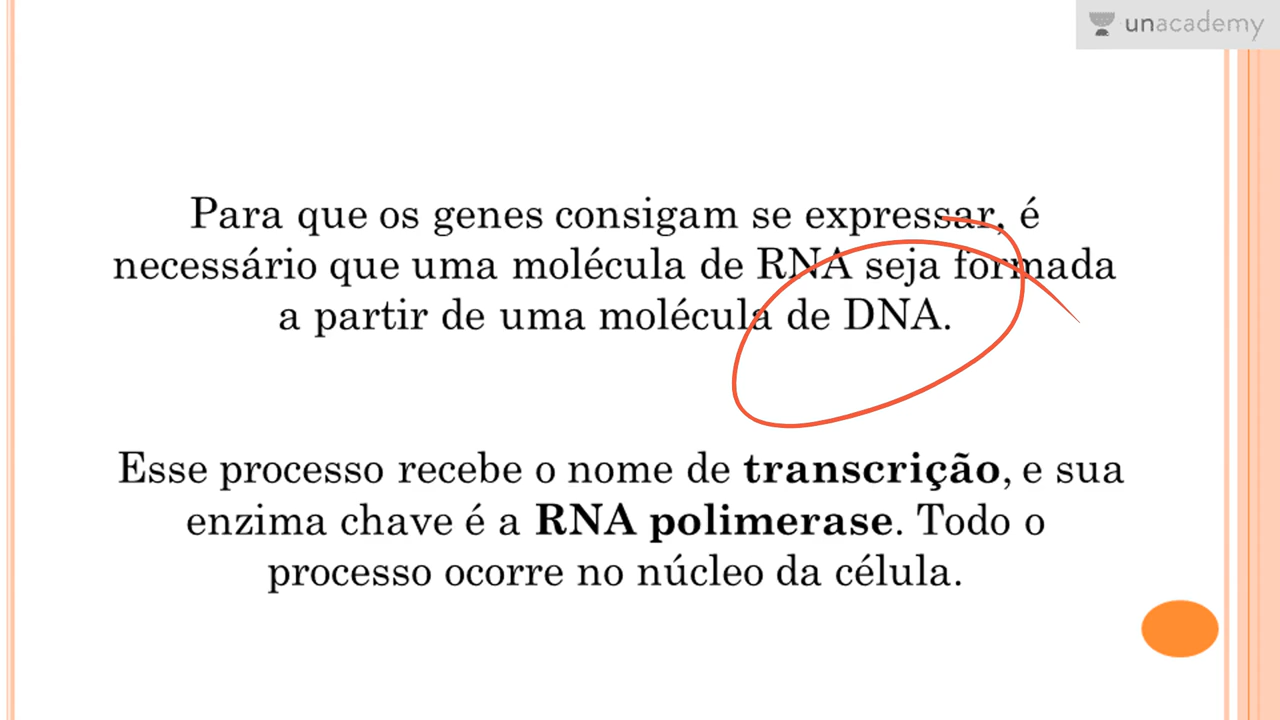 unacademy
Para que os genes consigam se expressar, é
necessário que uma molécula de RNA seja formada
a partir de uma molécula de DNA.
Esse processo recebe o nome de transcrição, e sua
enzima chave é a RNA polimerase. Todo o
processo ocorre no núcleo da célula.